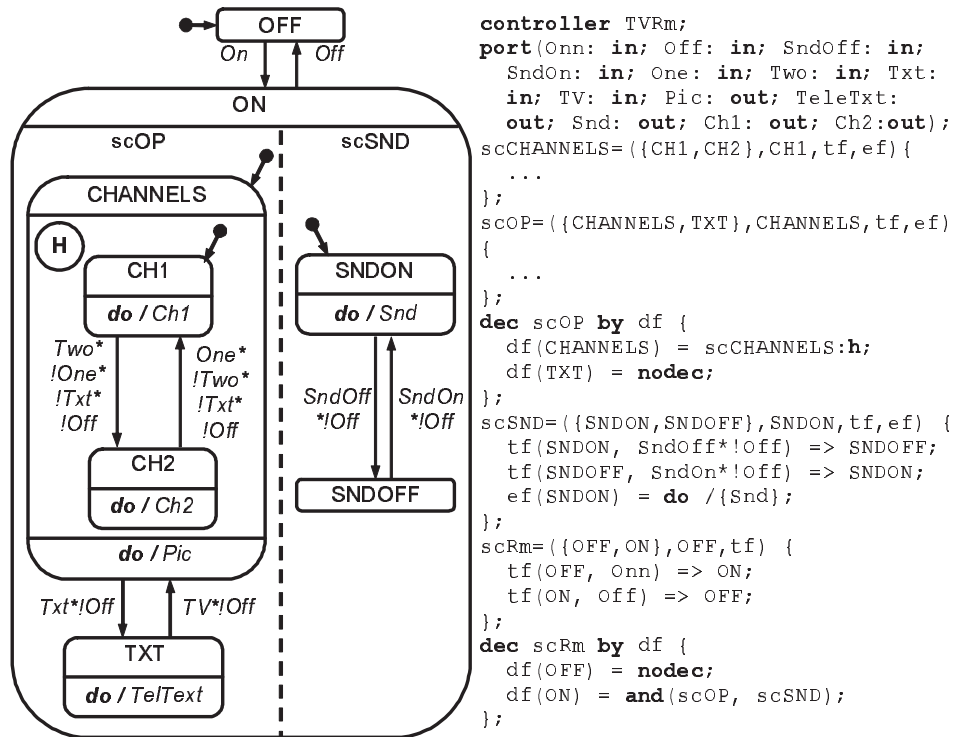 OFF
On
Off
ON
scOP
scSND
CHANNELS
H
CH1
do / Ch1
SNDON
do / Snd
Two*
!One*
!Txt*
!Off
One*
!Two*
!Txt*
!Off
SndOff
*!Off
SndOn
*!Off
CH2
do / Ch2
SNDOFF
do / Pic
Txt*!Off
TV*!Off
TXT
do / TelText
controller TVRm;
port(Onn: in; Off: in; SndOff: in;
SndOn: in; One: in; Two: in; Txt:
in; TV: in; Pic: out; TeleTxt:
out; Snd: out; Ch1: out; Ch2:out);
scCHANNELS=({CH1,CH2},CH1,tf,ef){
...
};
scOP=({CHANNELS,TXT},CHANNELS,tf,ef)
{
...
};
dec scOP by df {
df(CHANNELS) = scCHANNELS:h;
df(TXT) = nodec;
};
scSND=({SNDON,SNDOFF},SNDON,tf,ef) {
tf(SNDON, SndOff*!Off) => SNDOFF;
tf(SNDOFF, SndOn*!Off) => SNDON;
ef(SNDON) = do /{Snd};
};
scRm=({OFF,ON},OFF,tf) {
tf(OFF, Onn) => ON;
tf(ON, Off) => OFF;
};
dec scRm by df {
df(OFF) = nodec;
df(ON) = and(scOP, scSND);
};